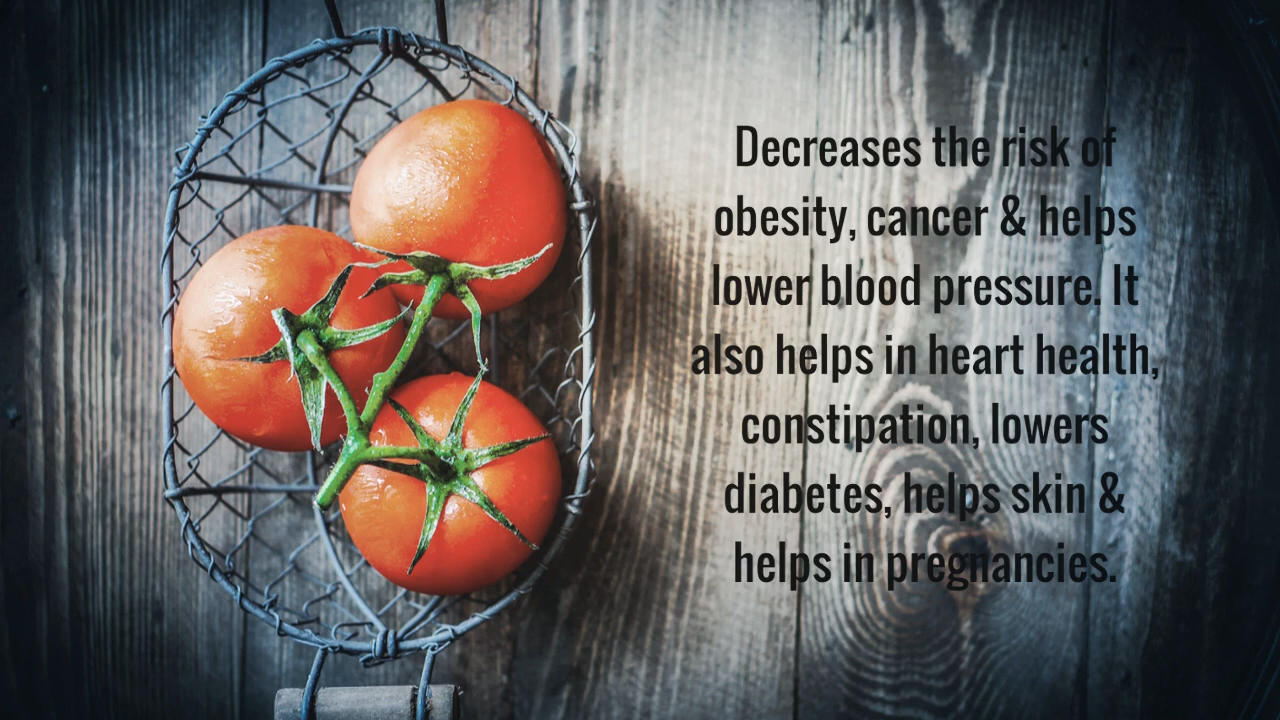 Decreases the risk of
obesity, cancer & helps
lower blood pressure. It
also helps in heart health,
constipation, lowers
diabetes, helps skin &
helps in pregnancies.